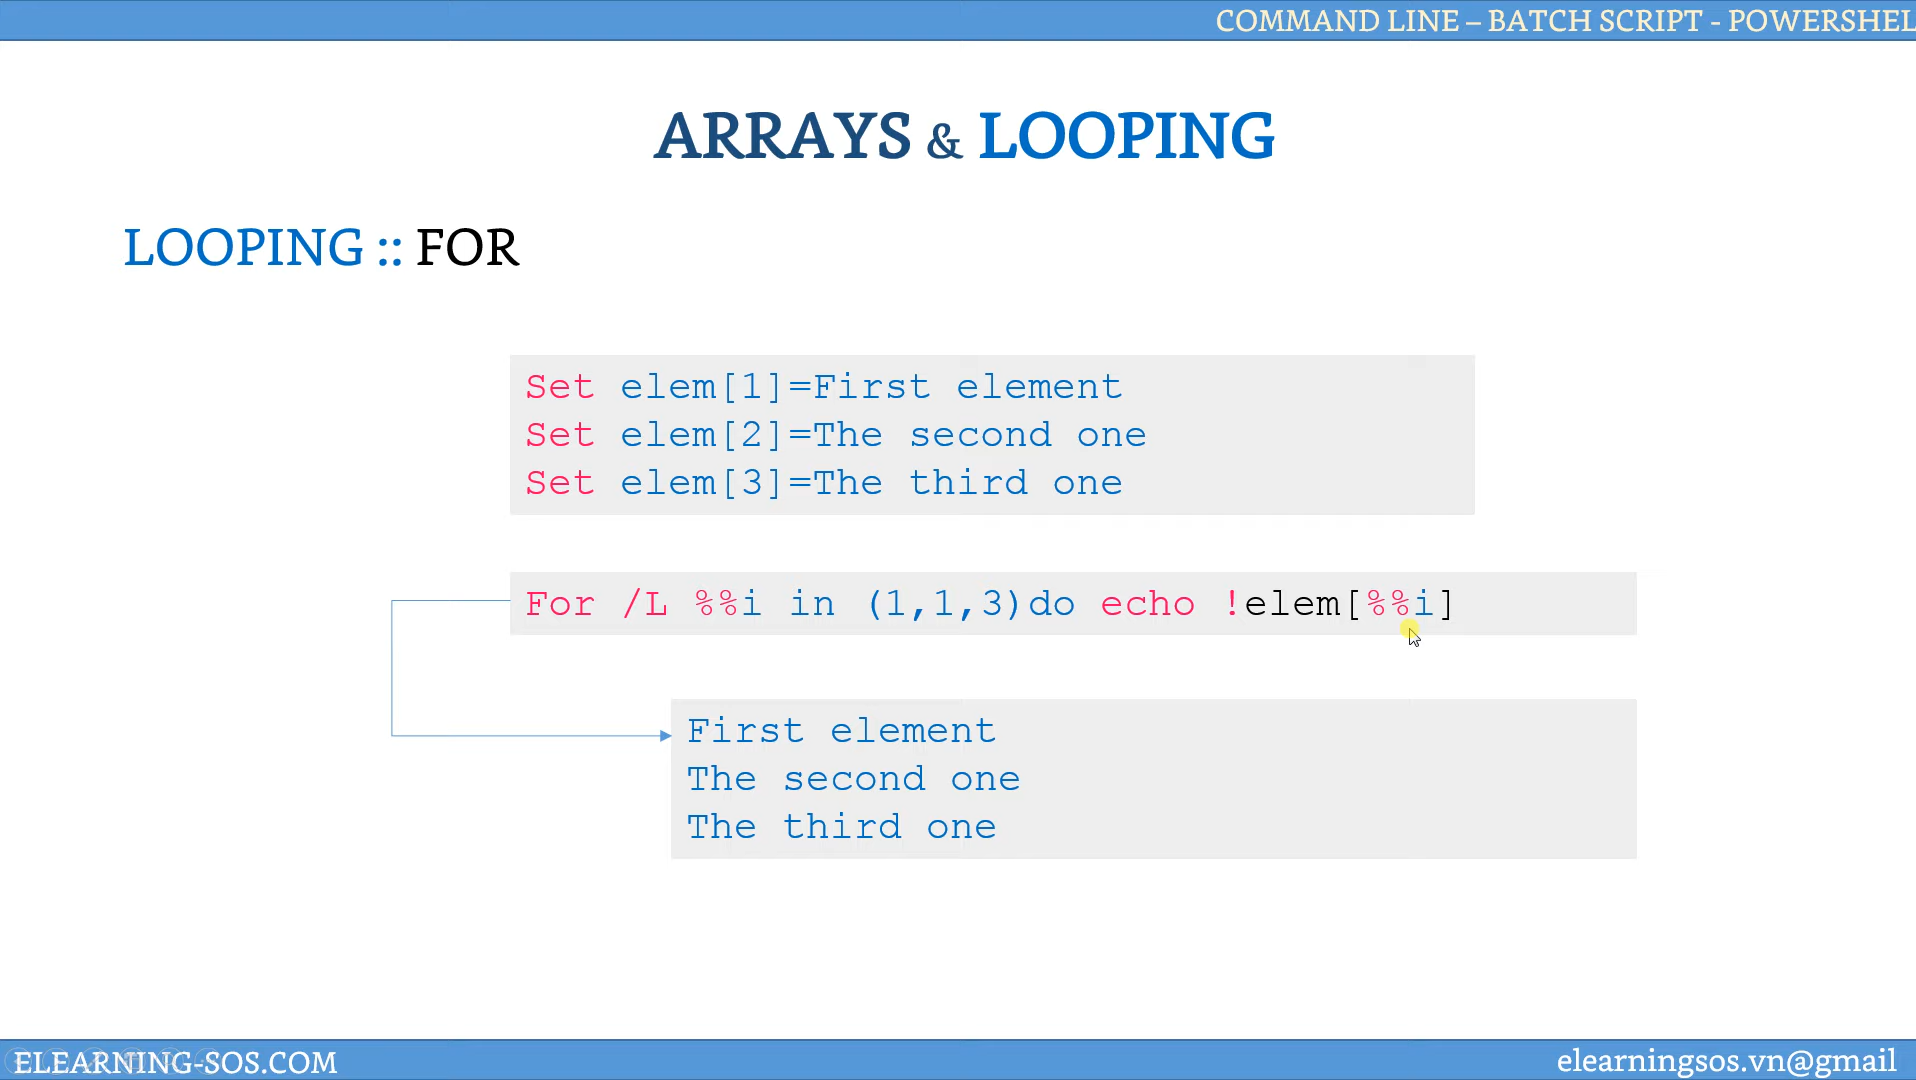 COMMAND LINE – BATCH SCRIPT - POWERSHEL
ARRAYS & LOOPING
LOOPING :: FOR
Set elem[1]=First element
Set elem[2]=The second one
Set elem[3]=The third one
For /L %%i in (1,1,3)do echo !elem[%%i]
First element
The second one
The third one
ELEARNING-SOS.COM
elearningsos.vn@gmail